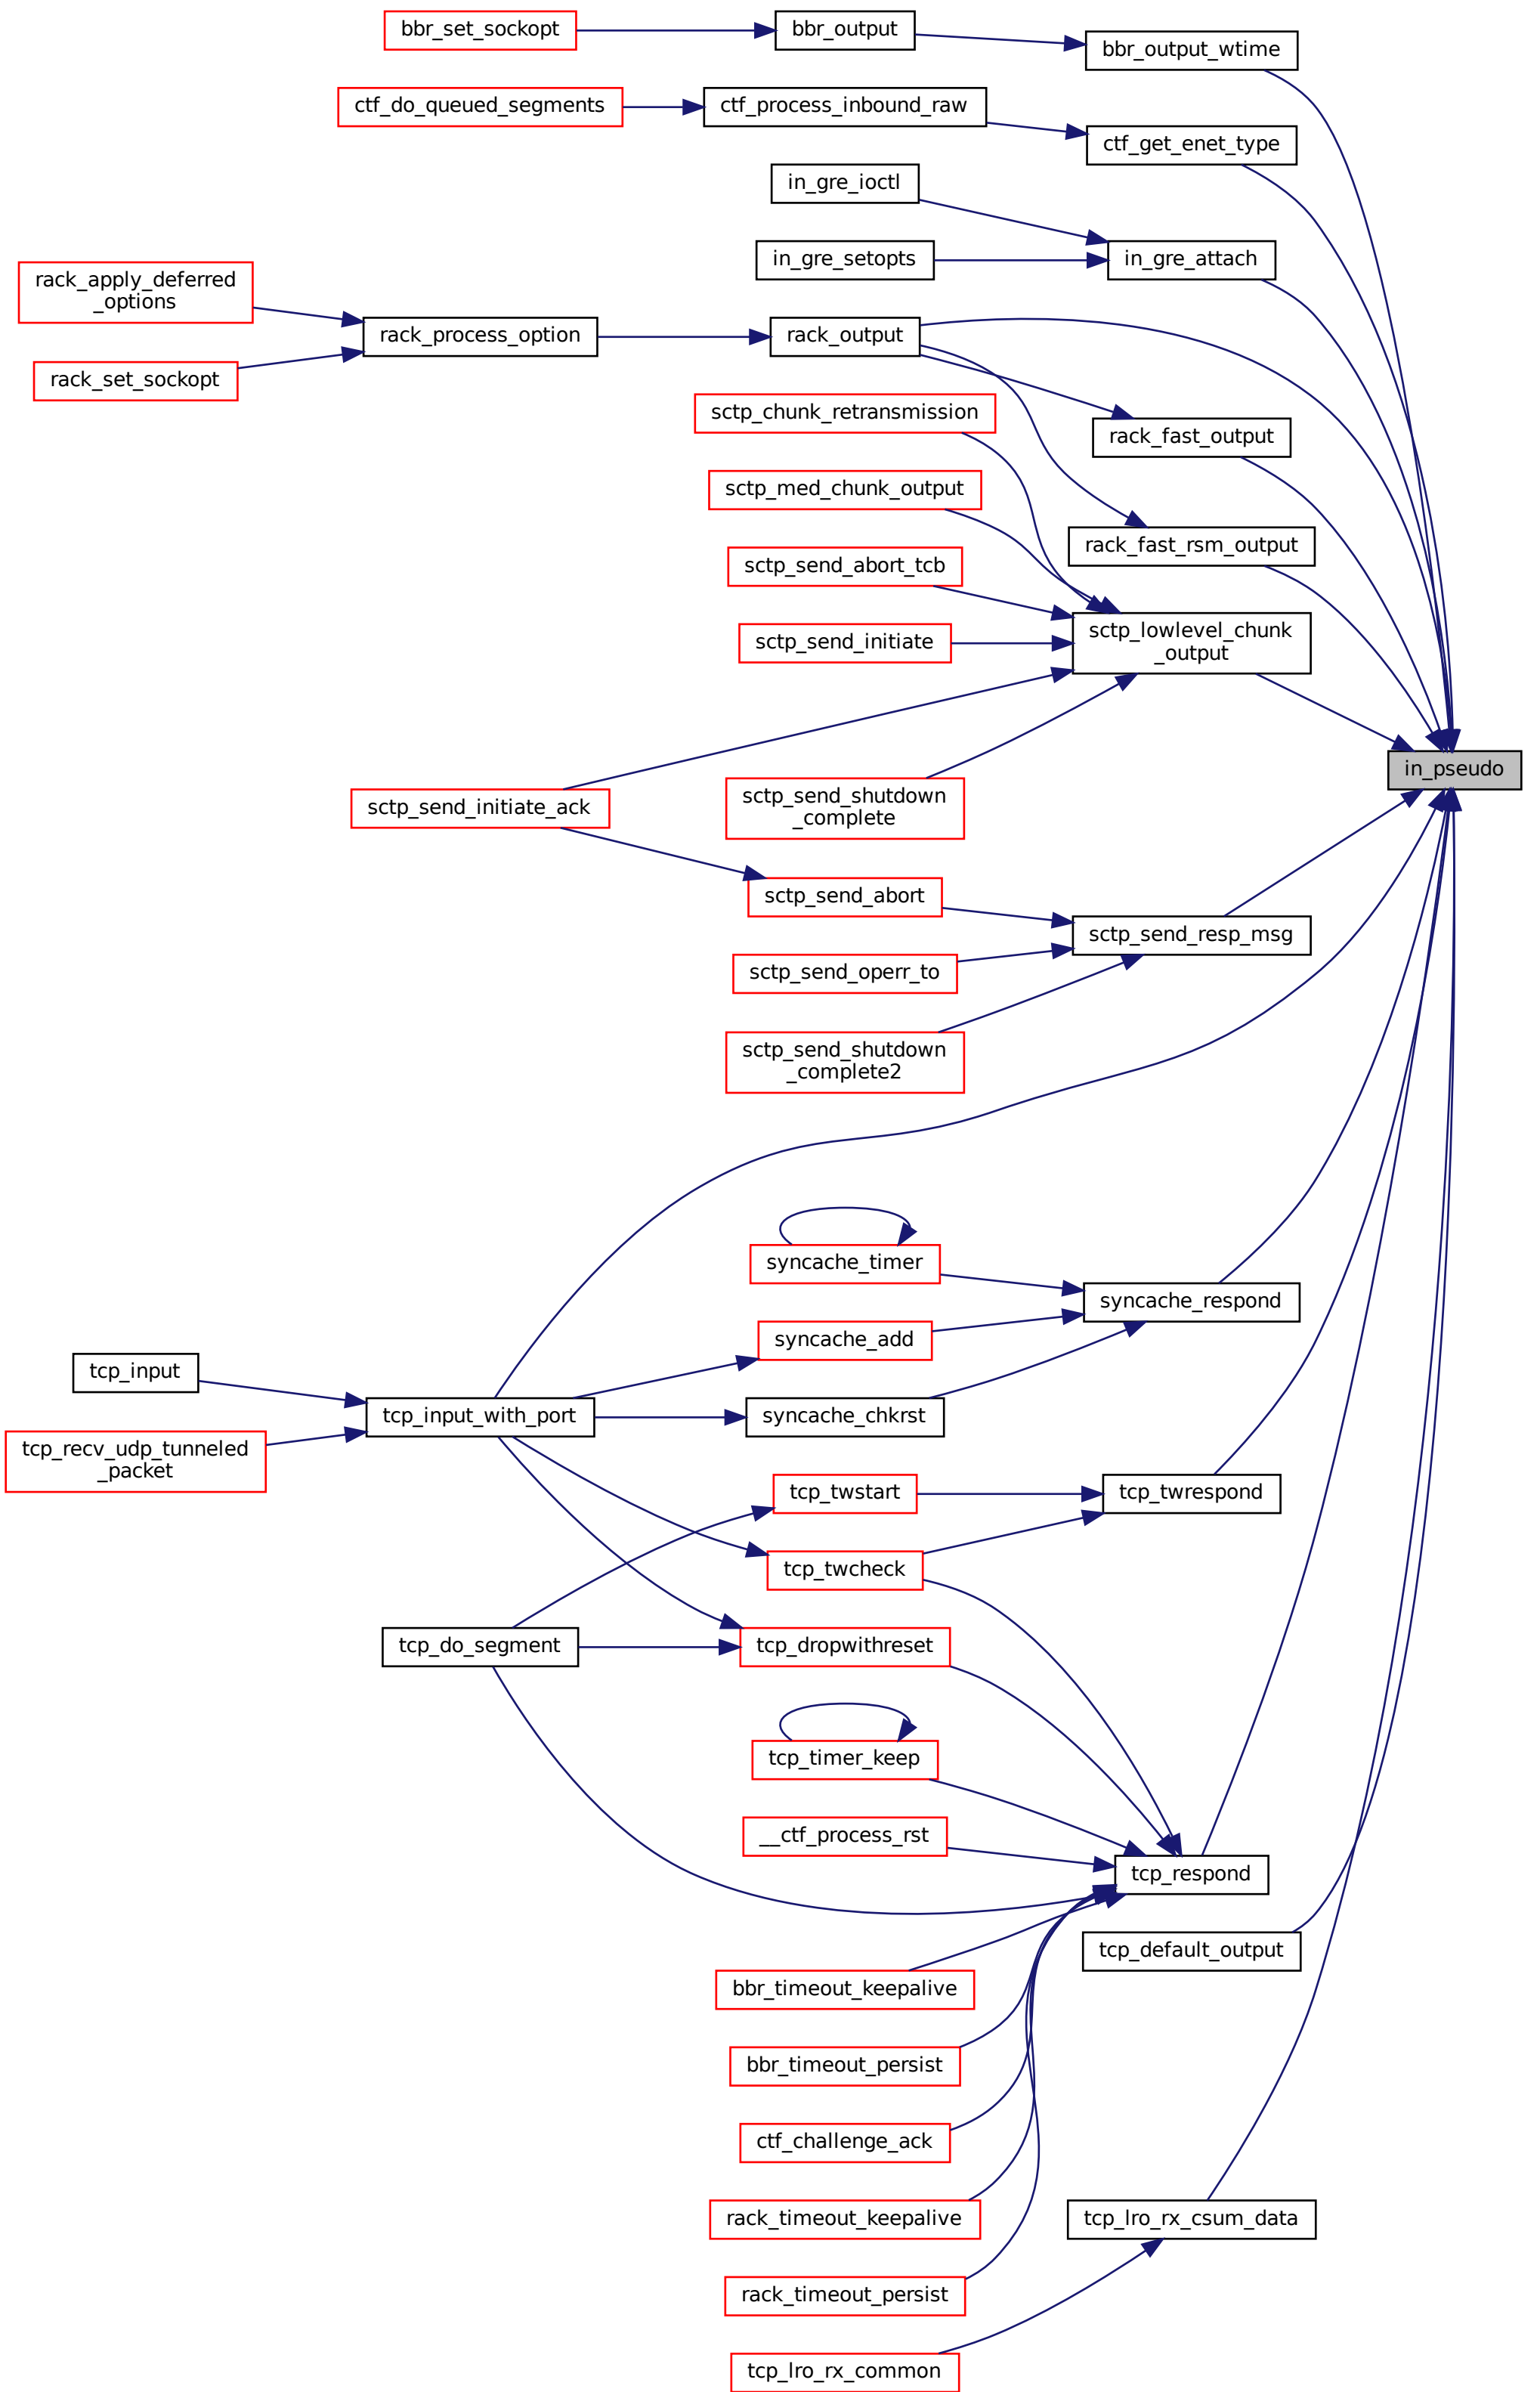 bbr_set_sockopt
bbr_output
bbr_output_wtime
ctf_do_queued_segments
ctf_process_inbound_raw
ctf_get_enet_type
in_gre_ioctl
in_gre_setopts
in_gre_attach
rack_apply_deferred
_options
rack_process_option
rack_output
rack_set_sockopt
sctp_chunk_retransmission
rack_fast_output
sctp_med_chunk_output
rack_fast_rsm_output
sctp_send_abort_tcb
sctp_send_initiate
sctp_lowlevel_chunk
_output
in_pseudo
sctp_send_initiate_ack
sctp_send_shutdown
_complete
sctp_send_abort
sctp_send_resp_msg
sctp_send_operr_to
sctp_send_shutdown
_complete2
syncache_timer
syncache_respond
syncache_add
tcp_input
tcp_input_with_port
syncache_chkrst
tcp_recv_udp_tunneled
_packet
tcp_twstart
tcp_twrespond
tcp_twcheck
tcp_do_segment
tcp_dropwithreset
tcp_timer_keep
__ctf_process_rst
tcp_respond
tcp_default_output
bbr_timeout_keepalive
bbr_timeout_persist
ctf_challenge_ack
rack_timeout_keepalive
tcp_lro_rx_csum_data
rack_timeout_persist
tcp_lro_rx_common